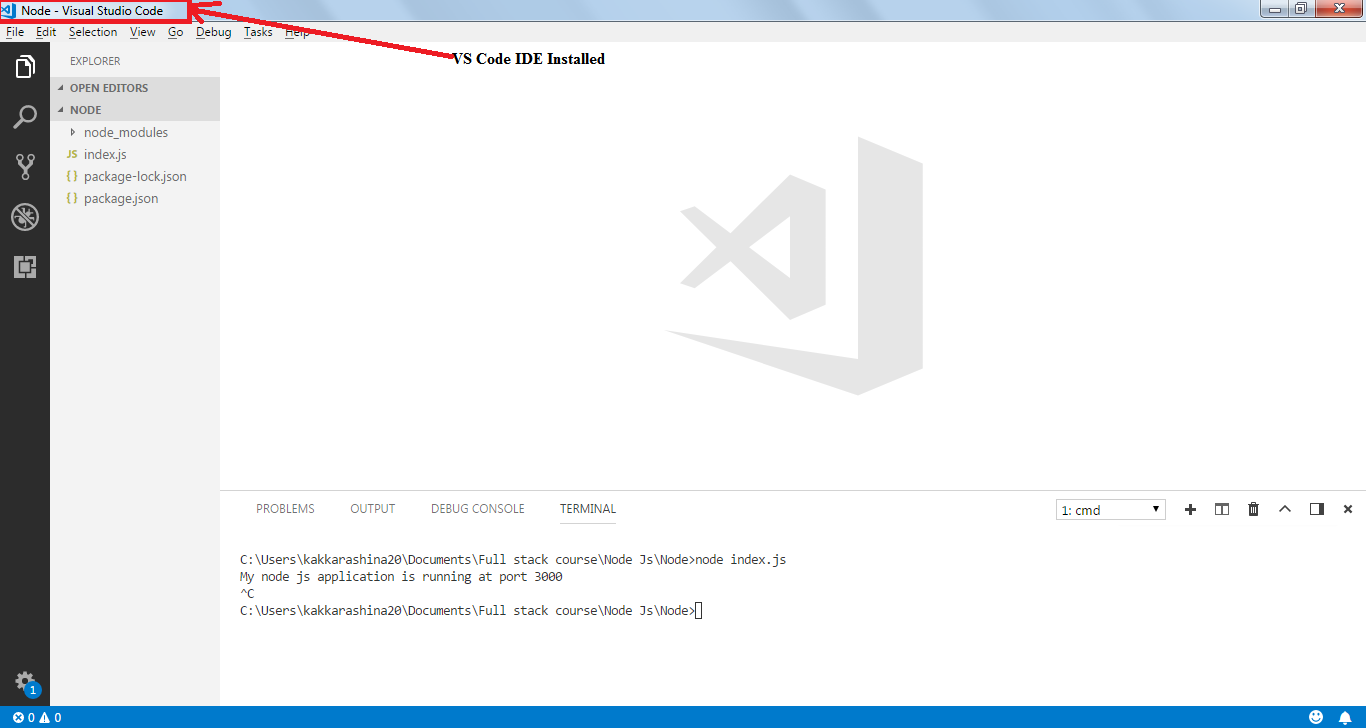 Node - Visual Studio Code
File Edit Selection View Go Debug Tasks Help
EXPLORER
VS Code IDE Installed
OPEN EDITORS
NODE
node_modules
JS index.js
{ } package-lock.json
{ } package.json
PROBLEMS OUTPUT DEBUG CONSOLE TERMINAL 1: cmd
C:\Users\kakkarashina20\Documents\Full stack course\Node Js\Node>node index.js
My node js application is running at port 3000
^C
C:\Users\kakkarashina20\Documents\Full stack course\Node Js\Node>
1
0 0